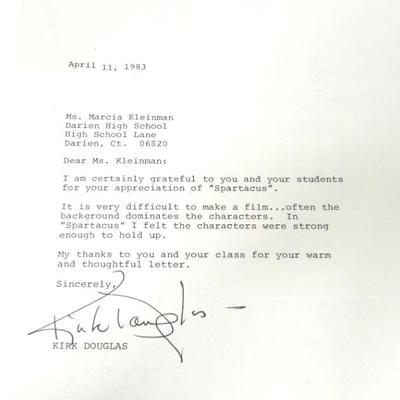 April 11, 1983
Ms. Marcia Kleinman
Darien High School
High School Lane
Darien, Ct.  06820
Dear Ms. Kleinman:
I am certainly grateful to you and your students
for your appreciation of "Spartacus".
It is very difficult to make a film...often the
background dominates the characters.  In
"Spartacus" I felt the characters were strong
enough to hold up.
My thanks to you and your class for your warm
and thoughtful letter.
Sincerely,
Kirk Douglas
KIRK DOUGLAS